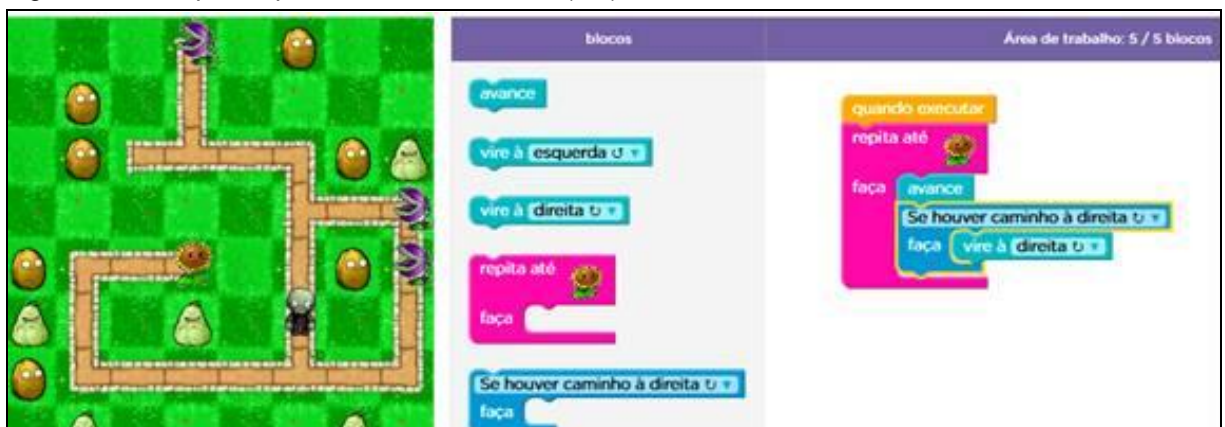 blocos
Área de trabalho: 5 / 5 blocos
avance
vire à esquerda ↺ ▼
vire à direita ↻ ▼
repita até
faça
Se houver caminho à direita ↻ ▼
faça
quando executar
repita até
faça avance
Se houver caminho à direita ↻ ▼
faça vire à direita ↻ ▼